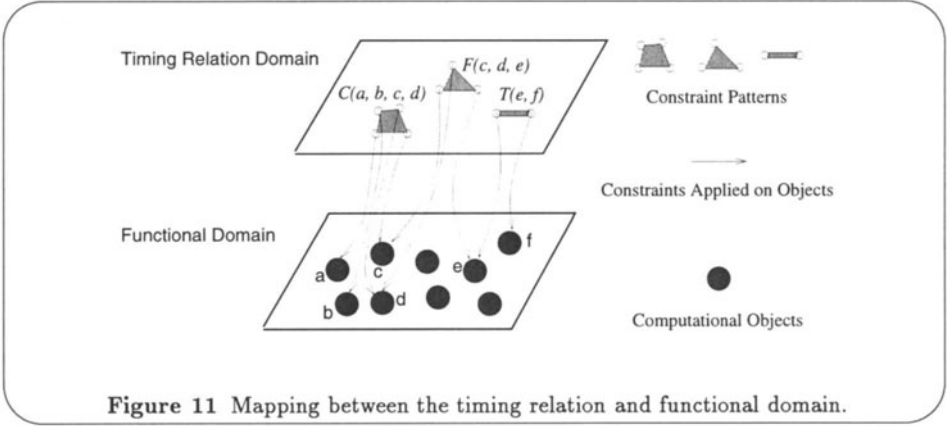 Timing Relation Domain
F(c, d, e)
C(a, b, c, d)
T(e, f)
Constraint Patterns
Constraints Applied on Objects
Functional Domain
f
a
c
e
b
d
Computational Objects
Figure 11 Mapping between the timing relation and functional domain.